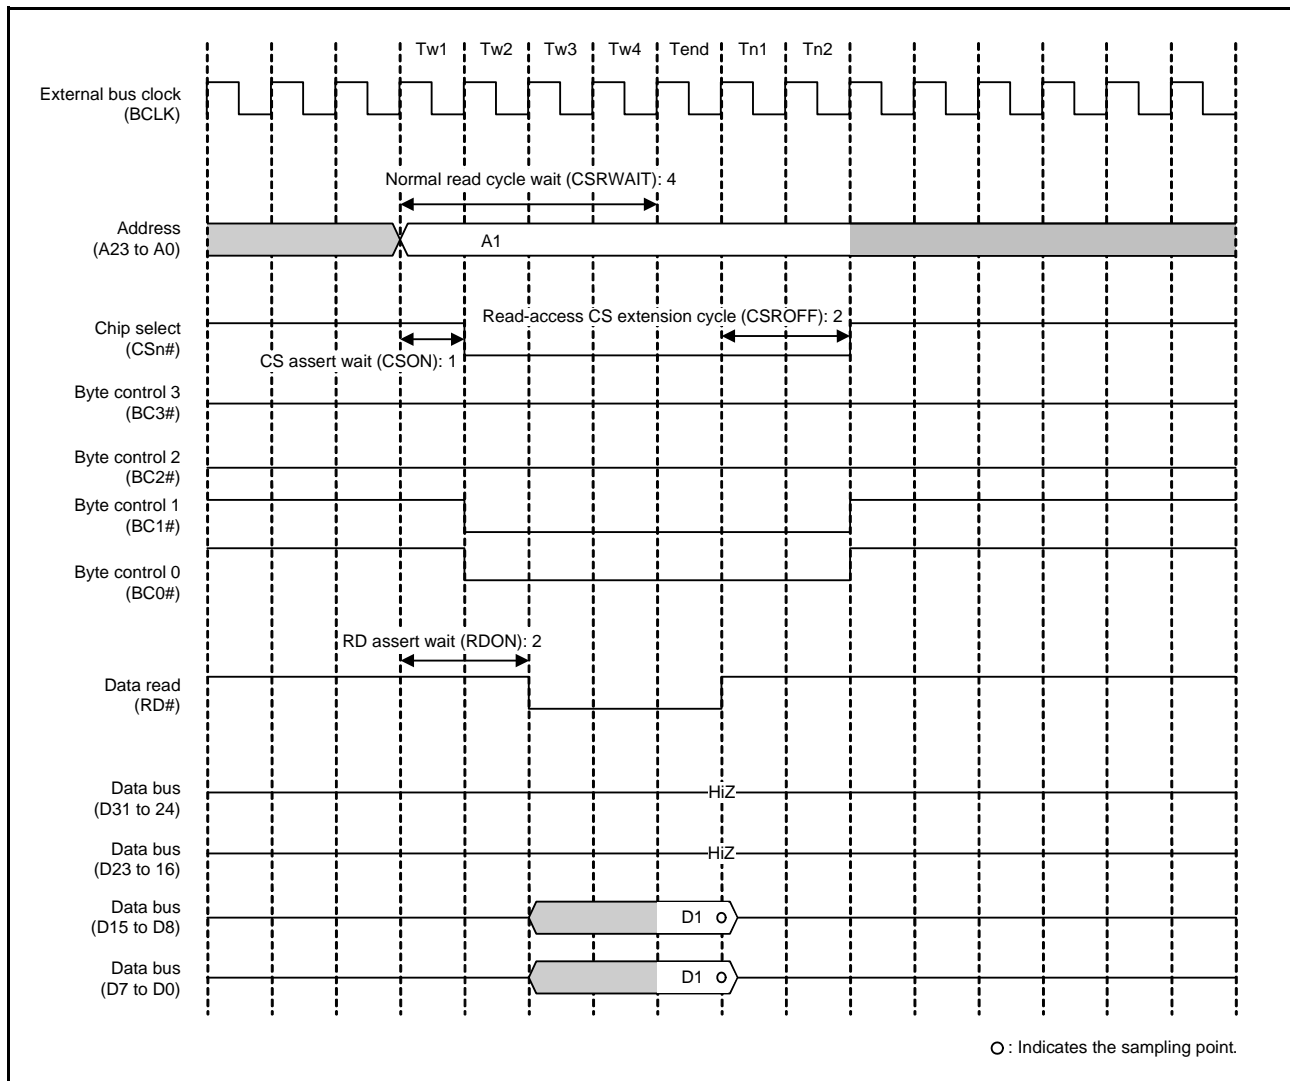 Tw1 Tw2 Tw3 Tw4 Tend Tn1 Tn2
External bus clock
(BCLK)
Normal read cycle wait (CSRWAIT): 4
Address
(A23 to A0)
A1
Chip select
(CSn#)
Read-access CS extension cycle (CSROFF): 2
CS assert wait (CSON): 1
Byte control 3
(BC3#)
Byte control 2
(BC2#)
Byte control 1
(BC1#)
Byte control 0
(BC0#)
RD assert wait (RDON): 2
Data read
(RD#)
Data bus
(D31 to 24)
HiZ
Data bus
(D23 to 16)
HiZ
Data bus
(D15 to D8)
D1
Data bus
(D7 to D0)
D1
: Indicates the sampling point.